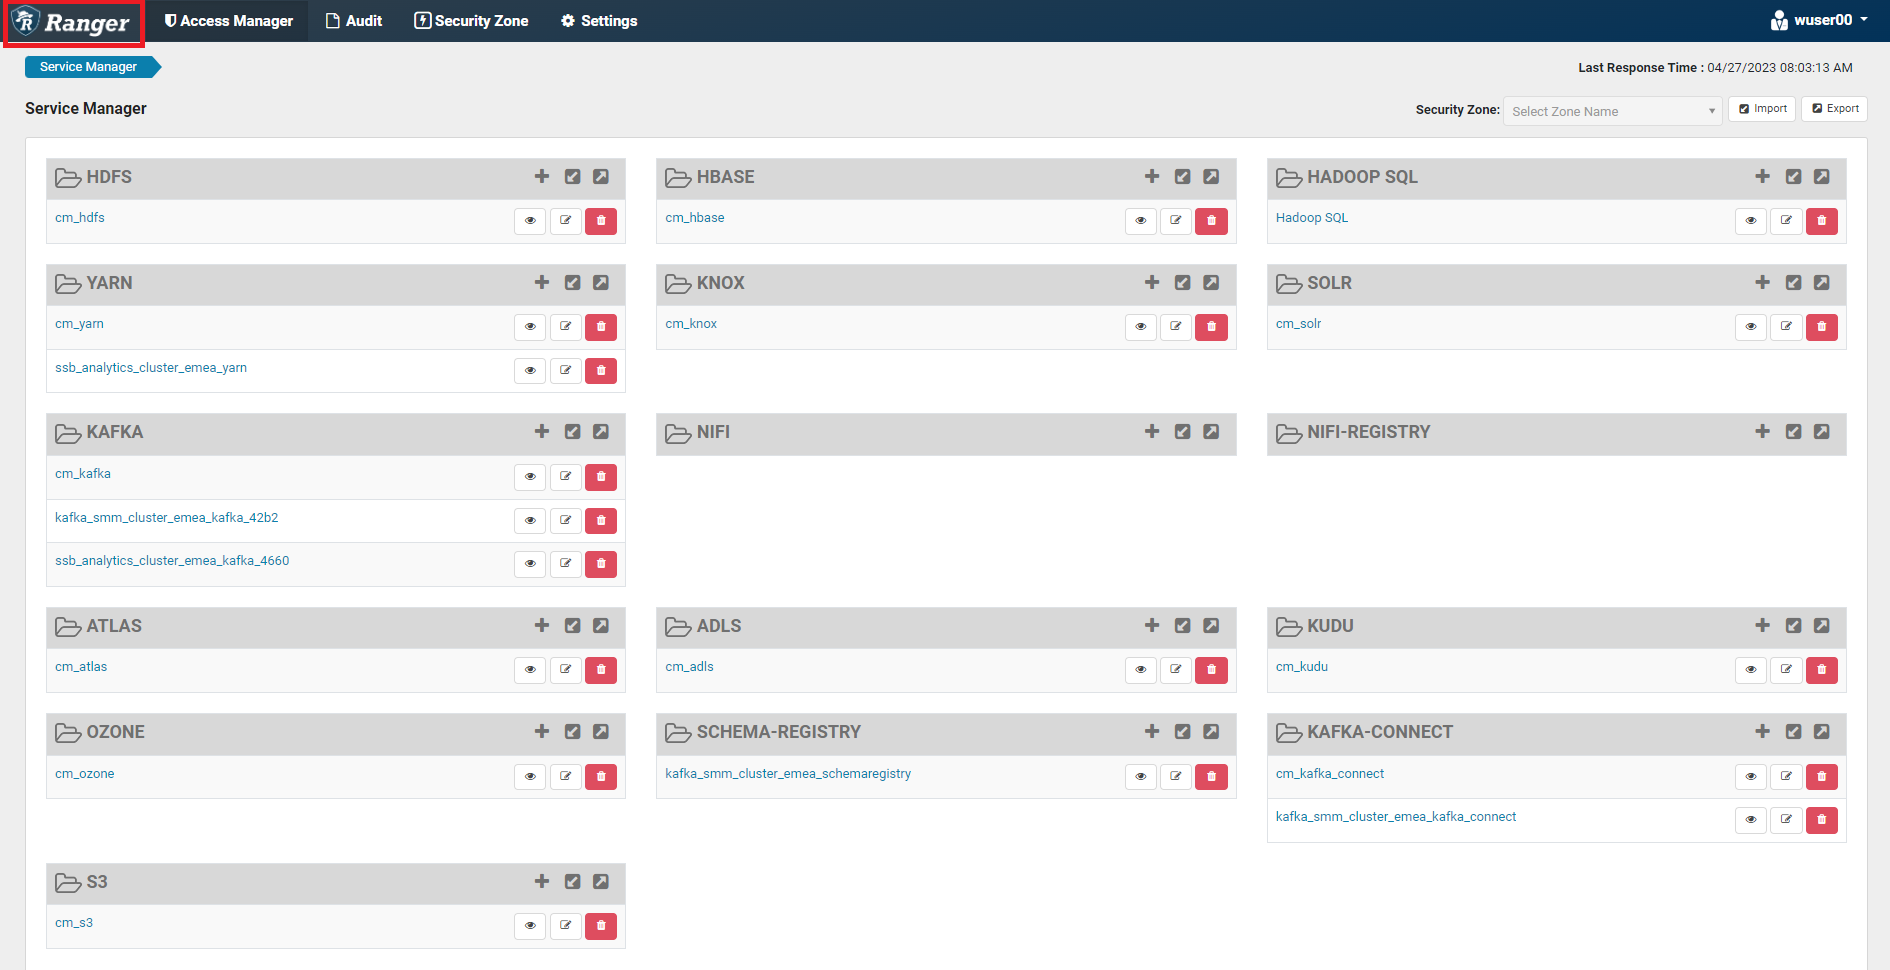 Ranger Access Manager Audit Security Zone Settings wuser00
Service Manager Last Response Time : 04/27/2023 08:03:13 AM
Service Manager Security Zone: Select Zone Name Import Export
HDFS HBASE HADOOP SQL
cm_hdfs cm_hbase Hadoop SQL
YARN KNOX SOLR
cm_yarn cm_knox cm_solr
ssb_analytics_cluster_emea_yarn
KAFKA NIFI NIFI-REGISTRY
cm_kafka
kafka_smm_cluster_emea_kafka_42b2
ssb_analytics_cluster_emea_kafka_4660
ATLAS ADLS KUDU
cm_atlas cm_adls cm_kudu
OZONE SCHEMA-REGISTRY KAFKA-CONNECT
cm_ozone kafka_smm_cluster_emea_schemaregistry cm_kafka_connect
kafka_smm_cluster_emea_kafka_connect
S3
cm_s3